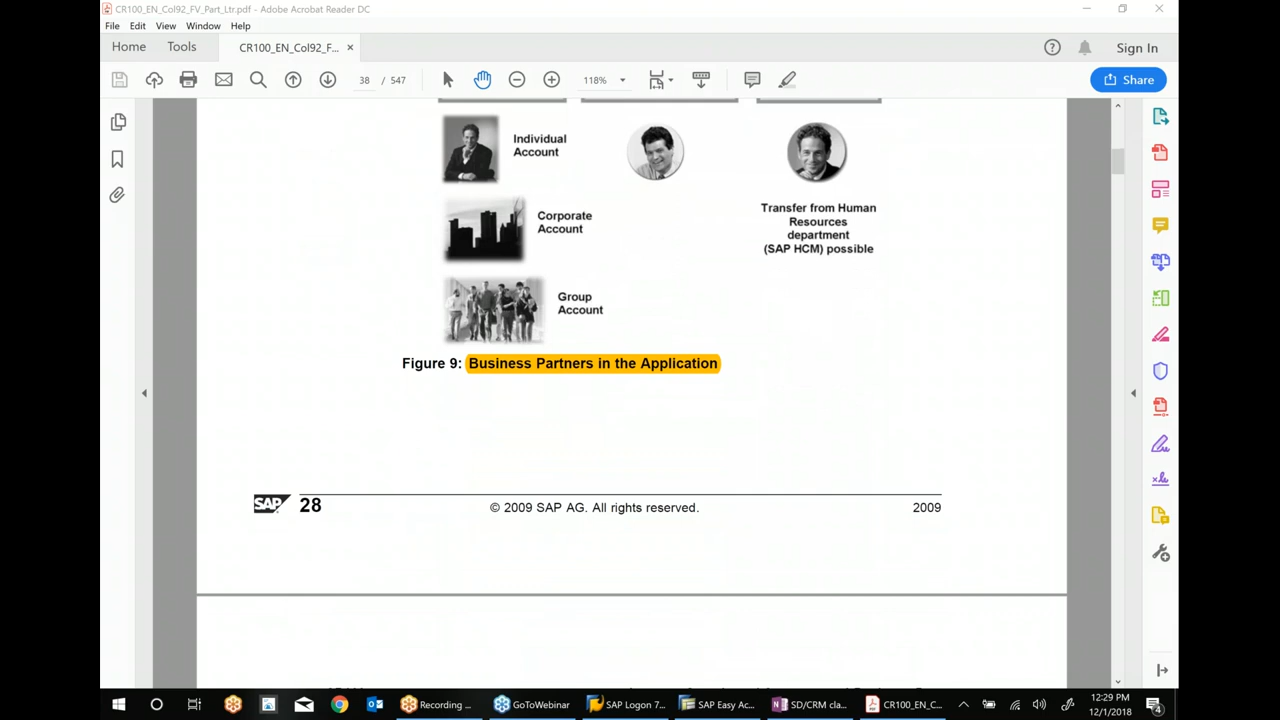 CR100_EN_Col92_FV_Part_Ltr.pdf - Adobe Acrobat Reader DC
File Edit View Window Help
Home Tools CR100_EN_Col92_F... × Sign In
38 / 547 118% Share
Individual
Account
Corporate
Account
Transfer from Human
Resources
department
(SAP HCM) possible
Group
Account
Figure 9: Business Partners in the Application
SAP 28 © 2009 SAP AG. All rights reserved. 2009
Recording ... GoToWebinar SAP Logon 7... SAP Easy Ac... SD/CRM cla... CR100_EN_C...
12:29 PM
12/1/2018
4